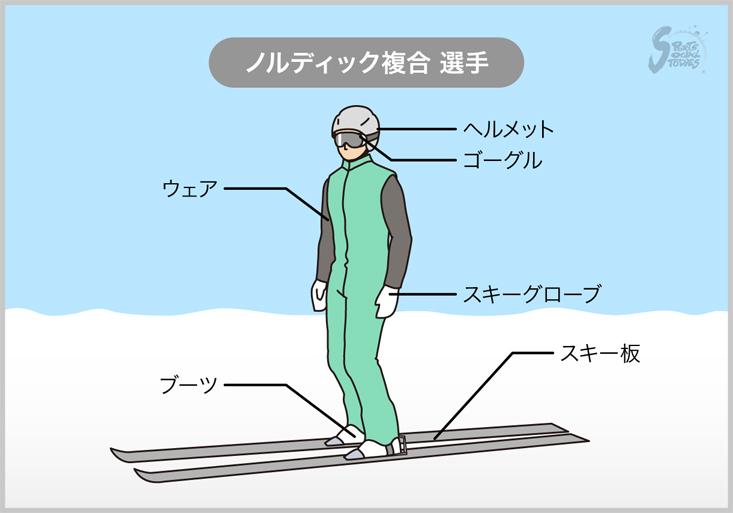 ノルディック複合 選手
SPORTS
SOCIAL
STORIES
ヘルメット
ゴーグル
ウェア
スキーグローブ
スキー板
ブーツ